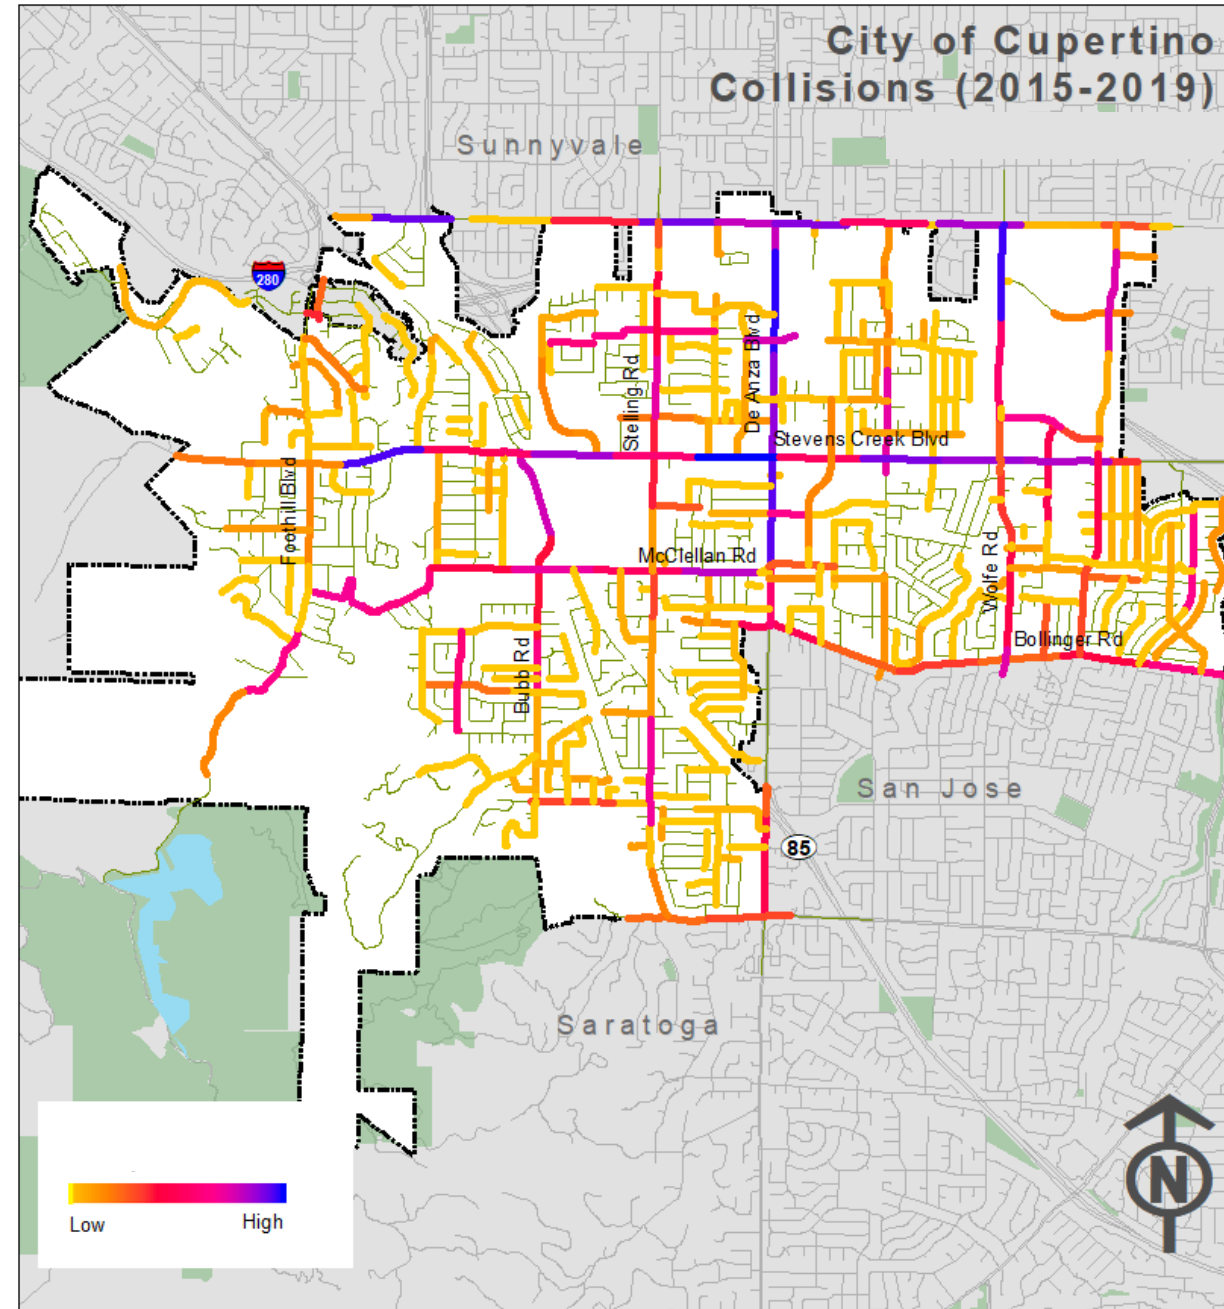 City of Cupertino
Collisions (2015-2019)
Sunnyvale
280
De Anza Blvd
Stelling Rd
Stevens Creek Blvd
Foothill Blvd
McClellan Rd
Wolfe Rd
Bollinger Rd
Bubb Rd
San Jose
85
Saratoga
N
Low
High